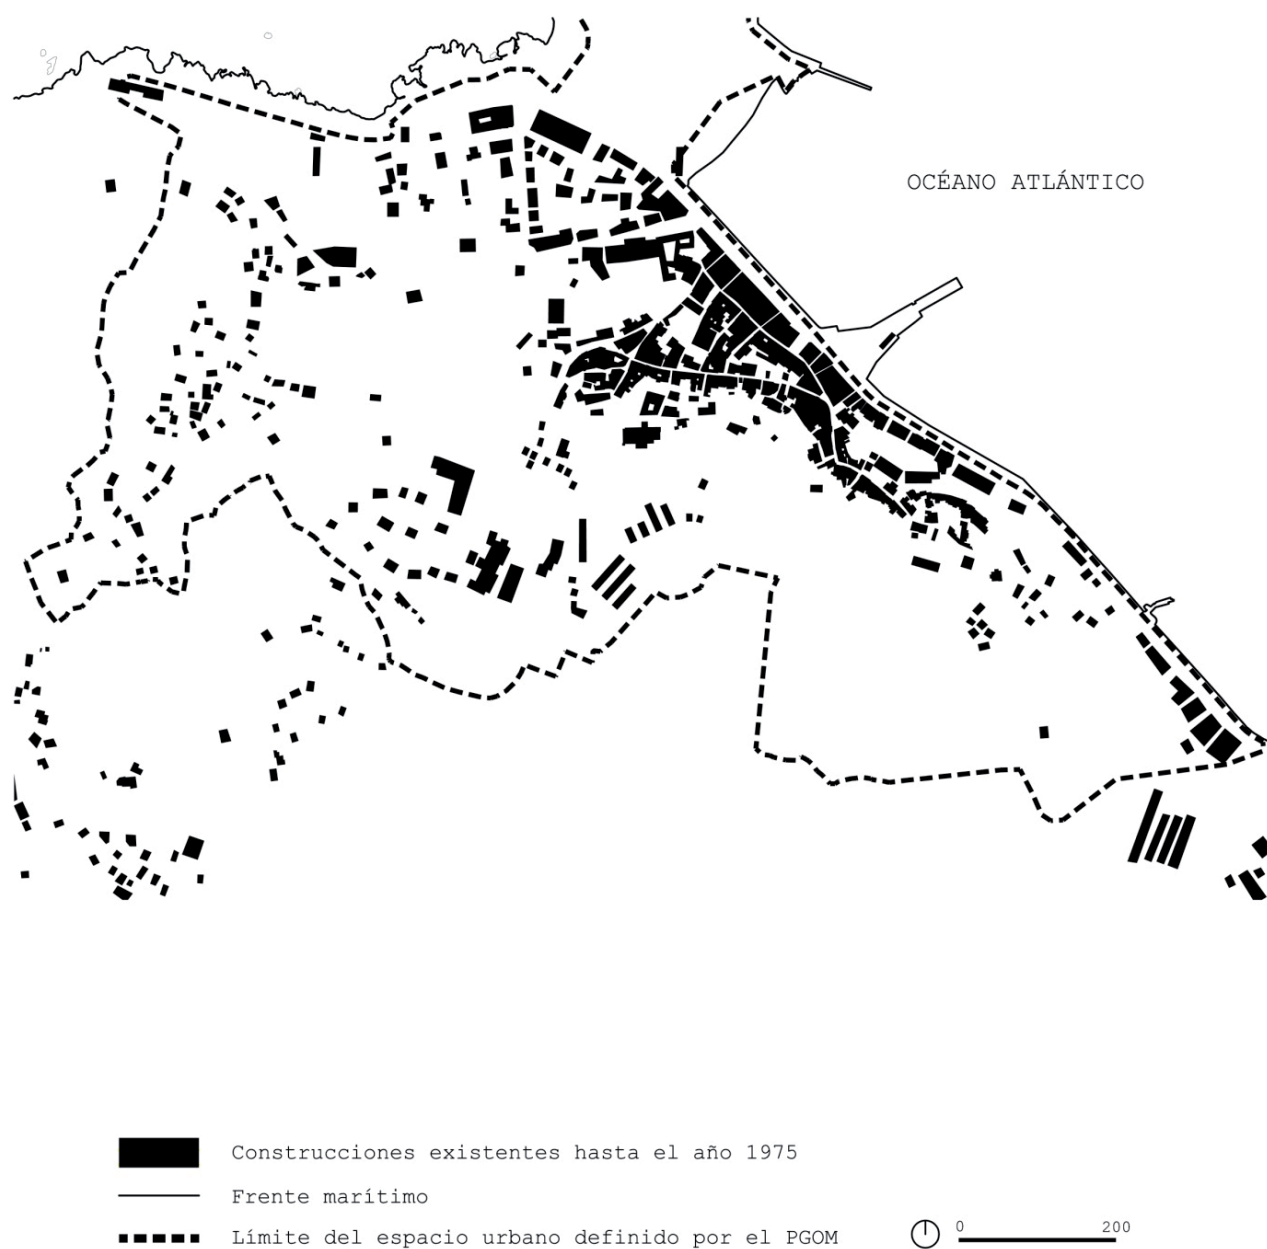 OCÉANO ATLÁNTICO
Construcciones existentes hasta el año 1975
Frente marítimo
Límite del espacio urbano definido por el PGOM
0 200